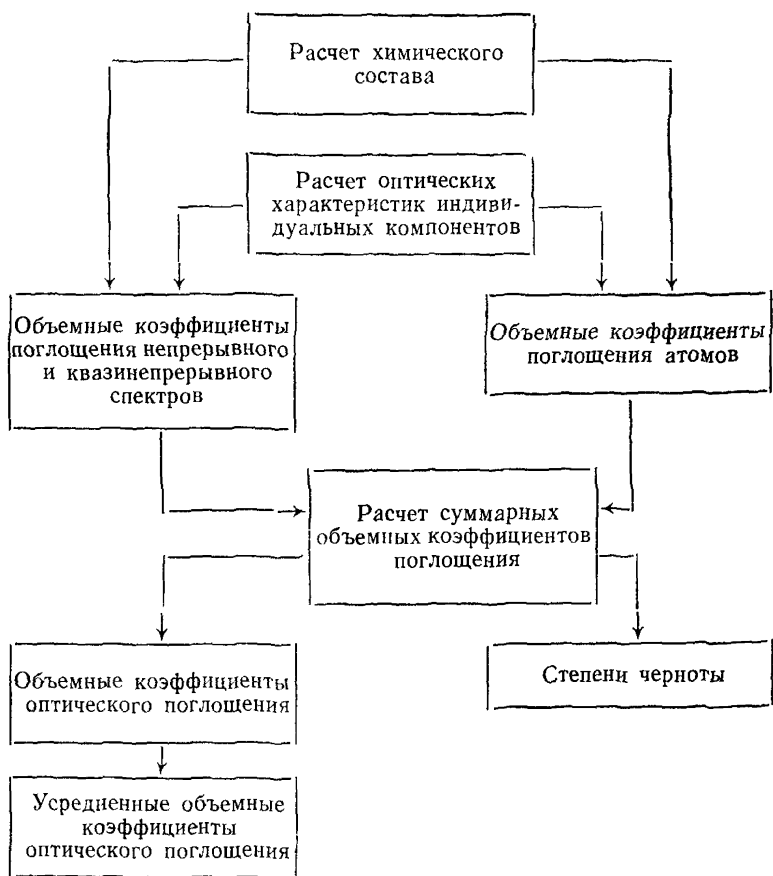 Расчет химического
состава
Расчет оптических
характеристик индиви-
дуальных компонентов
Объемные коэффициенты
поглощения непрерывного
и квазинепрерывного
спектров
Объемные коэффициенты
поглощения атомов
Расчет суммарных
объемных коэффициентов
поглощения
Объемные коэффициенты
оптического поглощения
Степени черноты
Усредненные объемные
коэффициенты
оптического поглощения